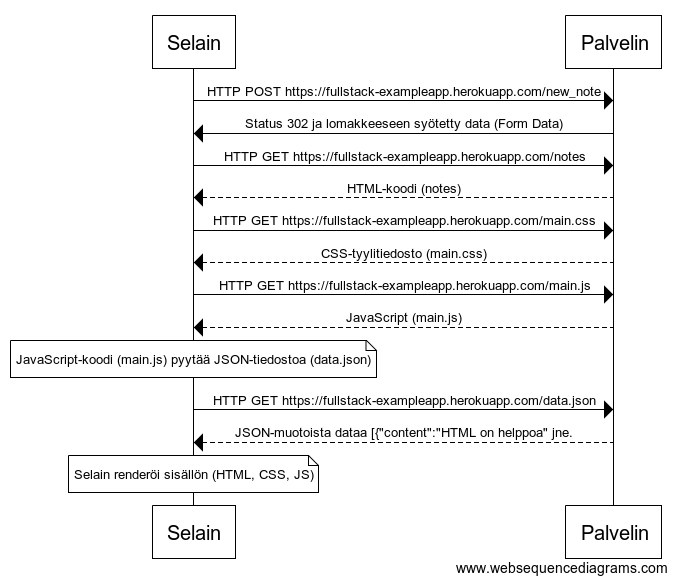 Selain Palvelin
HTTP POST https://fullstack-exampleapp.herokuapp.com/new_note
Status 302 ja lomakkeeseen syötetty data (Form Data)
HTTP GET https://fullstack-exampleapp.herokuapp.com/notes
HTML-koodi (notes)
HTTP GET https://fullstack-exampleapp.herokuapp.com/main.css
CSS-tyylitiedosto (main.css)
HTTP GET https://fullstack-exampleapp.herokuapp.com/main.js
JavaScript (main.js)
JavaScript-koodi (main.js) pyytää JSON-tiedostoa (data.json)
HTTP GET https://fullstack-exampleapp.herokuapp.com/data.json
JSON-muotoista dataa [{"content":"HTML on helppoa" jne.
Selain renderöi sisällön (HTML, CSS, JS)
Selain Palvelin
www.websequencediagrams.com